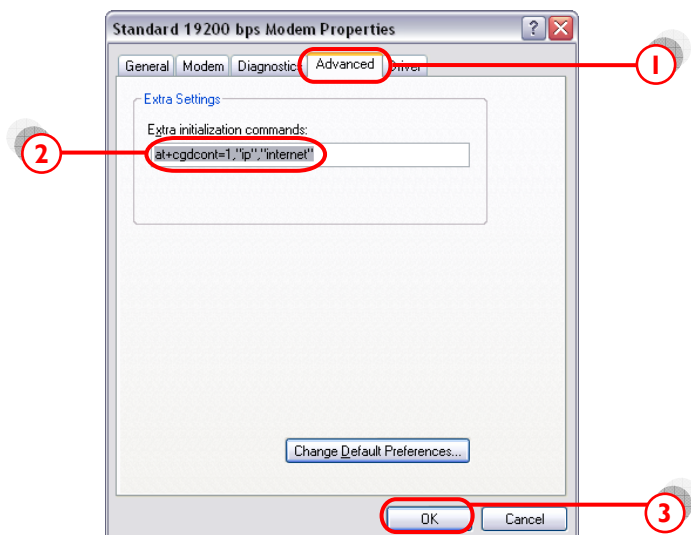 Standard 19200 bps Modem Properties
General Modem Diagnostics Advanced Driver
1
Extra Settings
Extra initialization commands:
2
at+cgdcont=1,"ip","internet"
Change Default Preferences...
OK Cancel
3